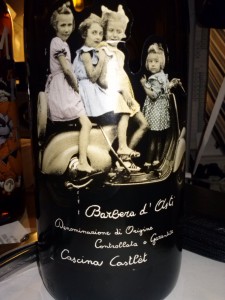 Barbera d'Asti
Denominazione di Origine
Controllata e Garantita
Cascina Castlèt